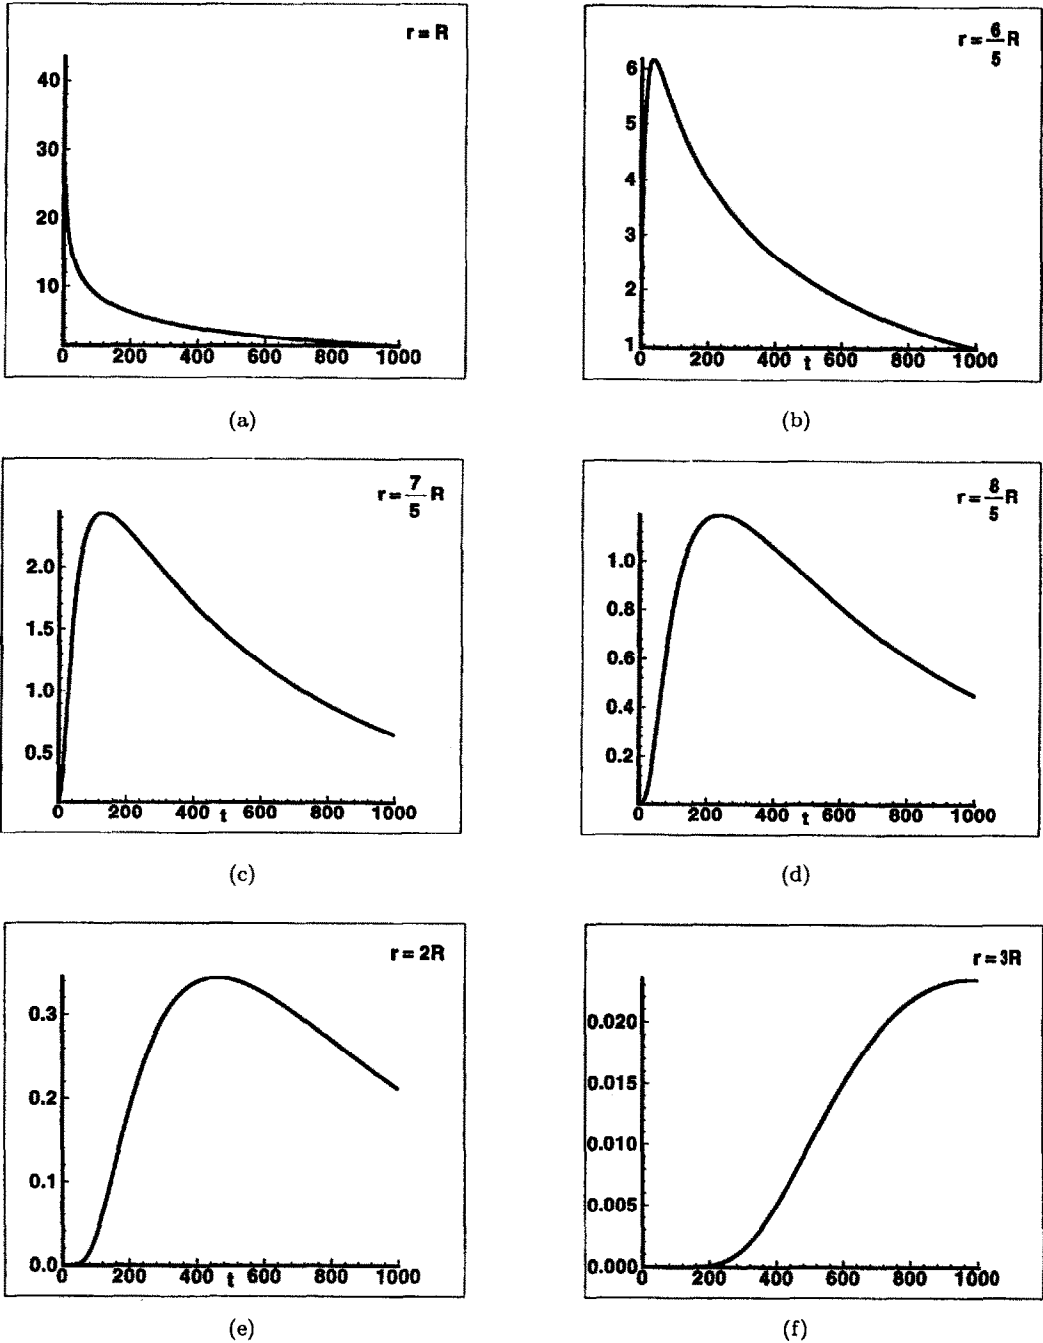 r = R
40
30
20
10
0 200 400 600 800 1000
(a)
r = 6/5 R
6
5
4
3
2
1
0 200 400 t 600 800 1000
(b)
r = 7/5 R
2.0
1.5
1.0
0.5
0 200 400 t 600 800 1000
(c)
r = 8/5 R
1.0
0.8
0.6
0.4
0.2
0 200 400 t 600 800 1000
(d)
r = 2R
0.3
0.2
0.1
0.0
0 200 400 t 600 800 1000
(e)
r = 3R
0.020
0.015
0.010
0.005
0.000
0 200 400 600 800 1000
(f)